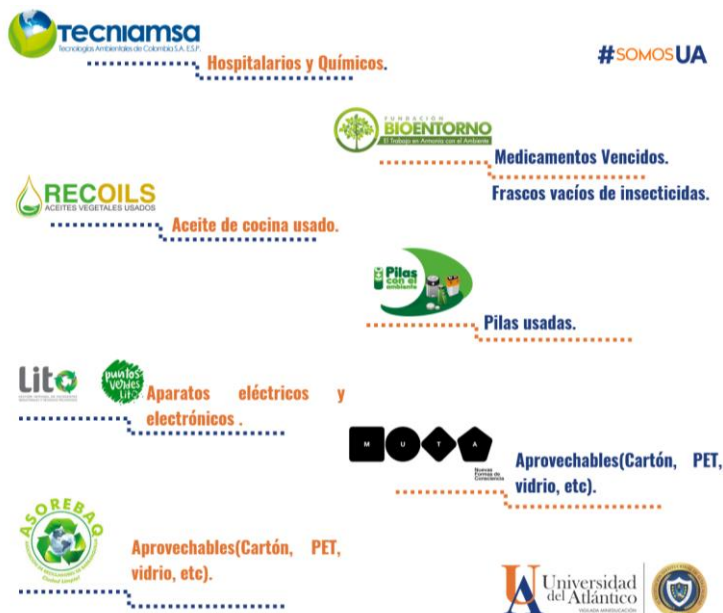 TECNIAMSA
Tecnologías Ambientales de Colombia S.A. E.S.P.
Hospitalarios y Químicos.
#SOMOSUA
FUNDACIÓN
BIOENTORNO
El Trabajo en Armonía con el Ambiente
Medicamentos Vencidos.
Frascos vacíos de insecticidas.
RECOILS
ACEITES VEGETALES USADOS
Aceite de cocina usado.
Pilas
con el
ambiente
Pilas usadas.
Lito
puntos
verdes
Lito
Aparatos eléctricos y
electrónicos .
M U T A
Nuevas
Formas de
Consciencia
Aprovechables(Cartón, PET,
vidrio, etc).
ASOREBAQ
Aprovechables(Cartón, PET,
vidrio, etc).
Universidad
del Atlántico
VIGILADA MINEDUCACIÓN